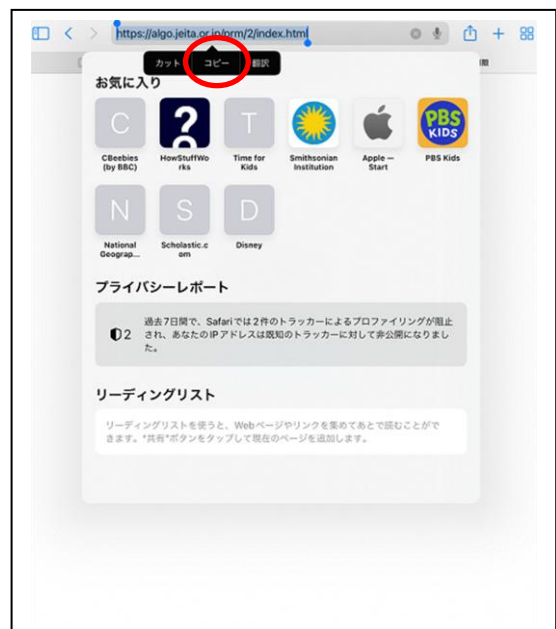 https://algo.jeita.or.jp/prm/2/index.html
カット コピー 翻訳
お気に入り
C ? T PBS KIDS
CBeebies (by BBC)
HowStuffWo rks
Time for Kids
Smithsonian Institution
Apple — Start
PBS Kids
N S D
National Geograp...
Scholastic.c om
Disney
プライバシーレポート
2
過去7日間で、Safariでは2件のトラッカーによるプロファイリングが阻止
され、あなたのIPアドレスは既知のトラッカーに対して非公開になりまし
た。
リーディングリスト
リーディングリストを使うと、Webページやリンクを集めてあとで読むことがで
きます。"共有"ボタンをタップして現在のページを追加します。